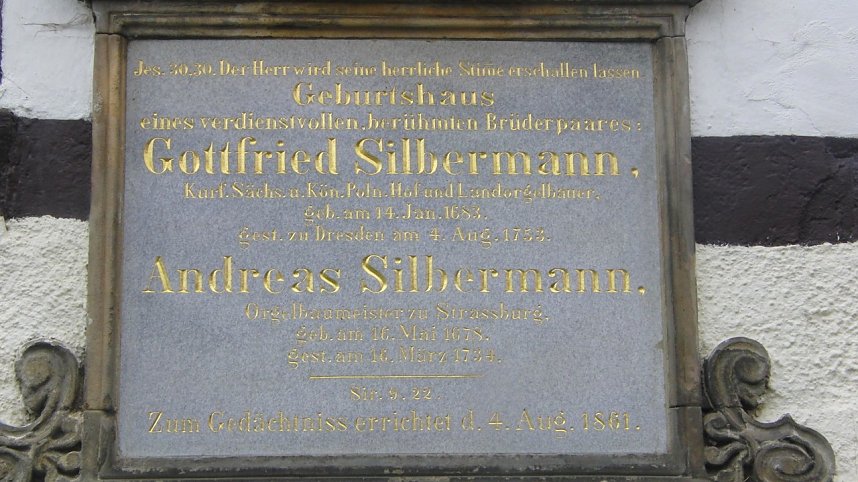 Jes. 30,30. Der Herr wird seine herrliche Stim̄e erschallen lassen.
Geburtshaus
eines verdienstvollen, berühmten Brüderpaares:
Gottfried Silbermann,
Kurf. Sächs. u. Kön. Poln. Hof und Landorgelbauer,
geb. am 14. Jan. 1683.
gest. zu Dresden am 4. Aug. 1753.
Andreas Silbermann.
Orgelbaumeister zu Strassburg,
geb. am 16. Mai 1678.
gest. am 16. März 1734.
Sir. 9. 22.
Zum Gedächtniss errichtet d. 4. Aug. 1861.